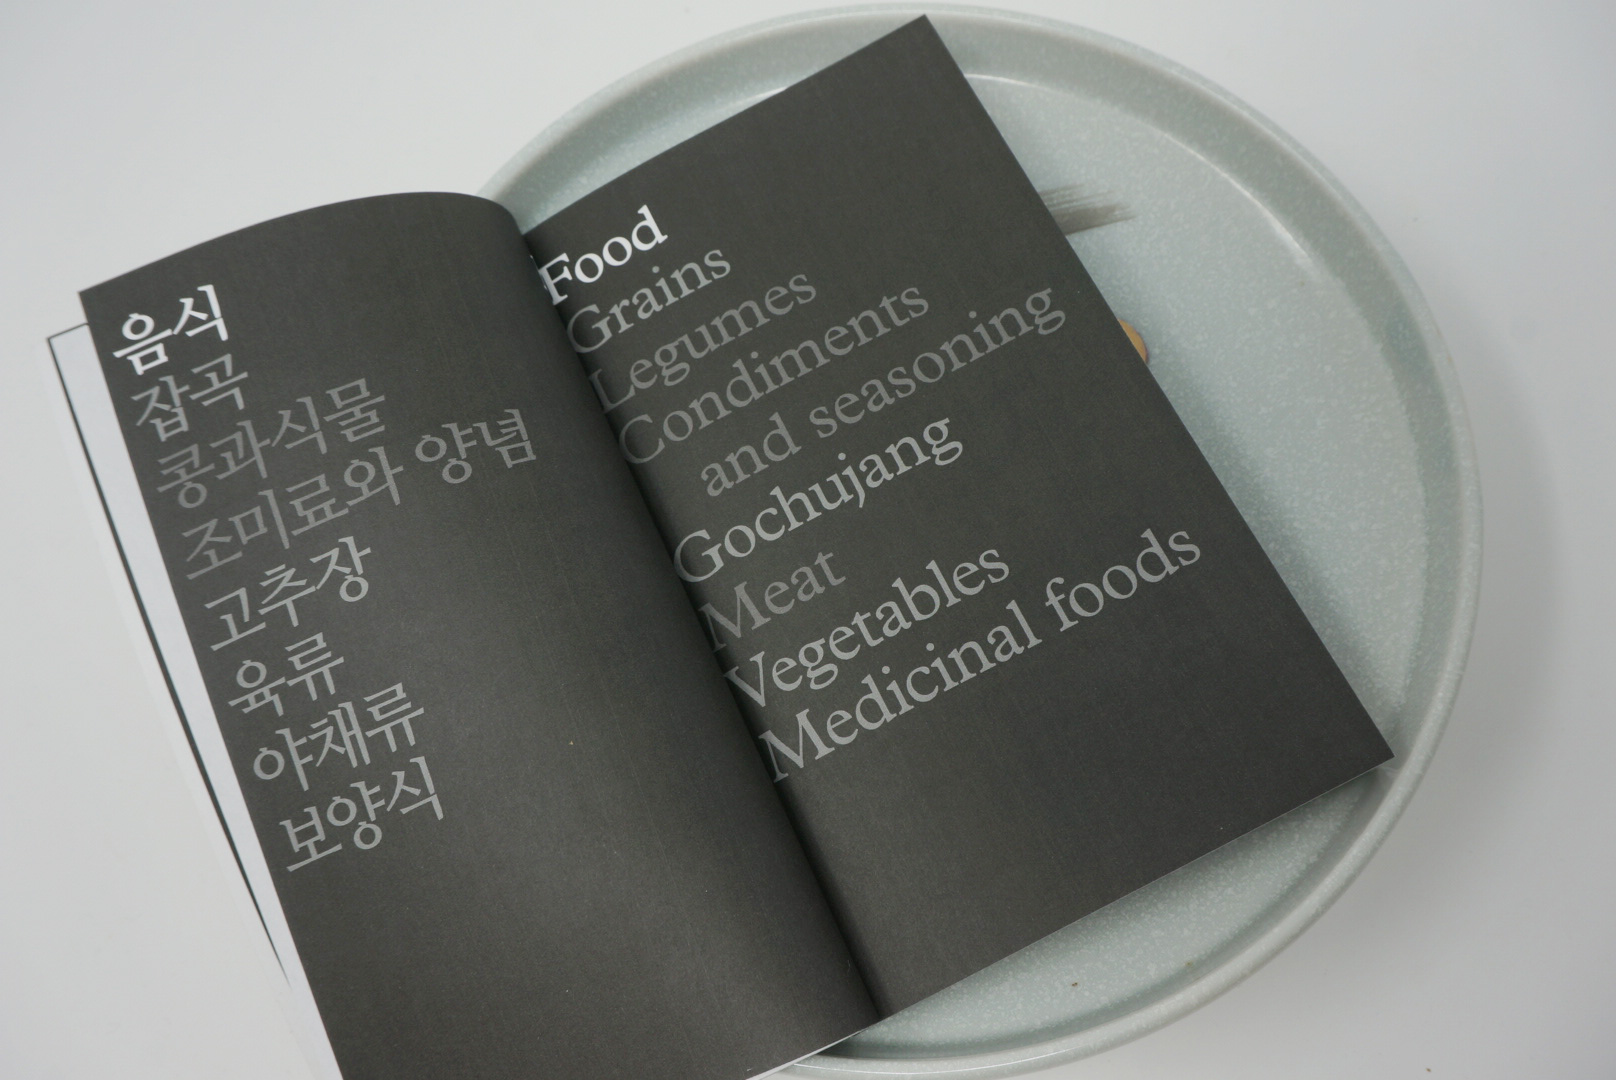 음식
잡곡
콩과식물
조미료와 양념
고추장
육류
야채류
보양식
Food
Grains
Legumes
Condiments
and seasoning
Gochujang
Meat
Vegetables
Medicinal foods